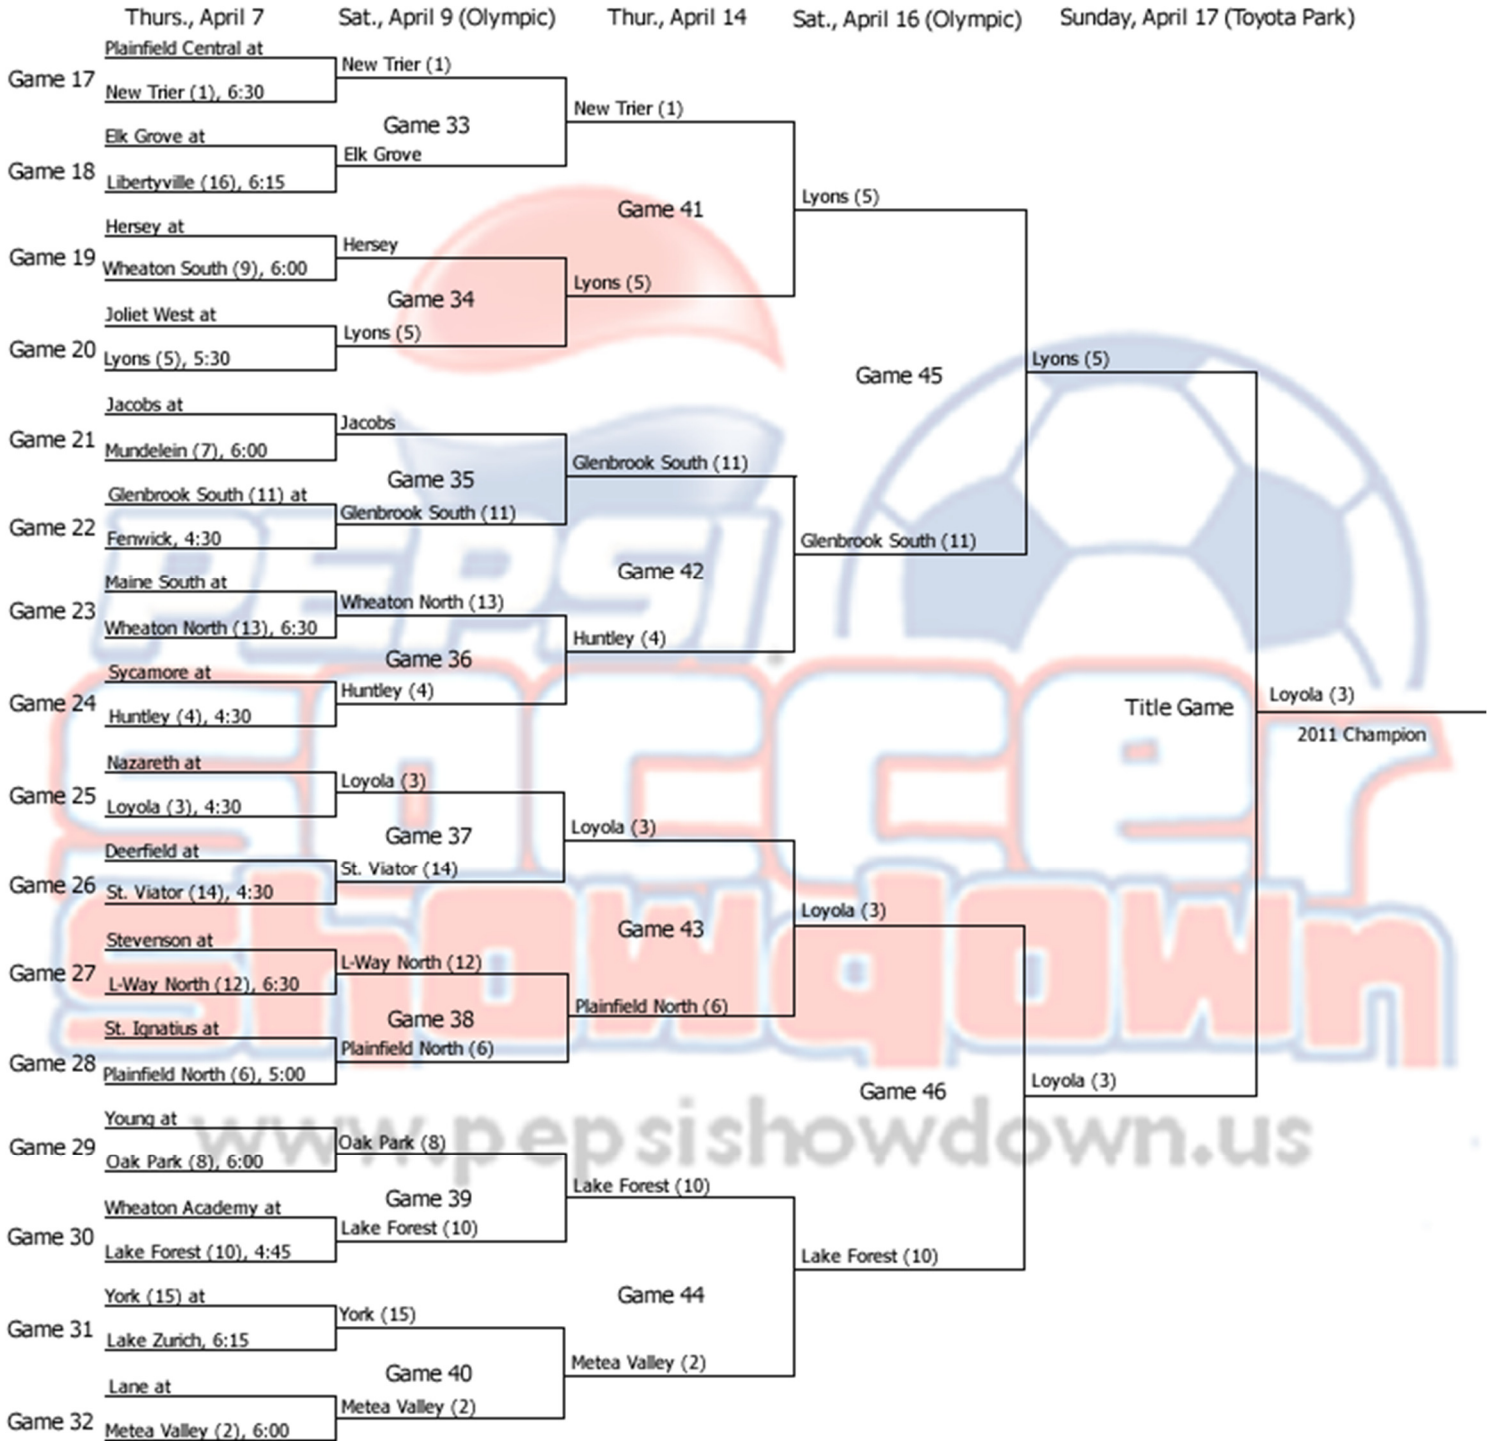 Thurs., April 7
Sat., April 9 (Olympic)
Thur., April 14
Sat., April 16 (Olympic)
Sunday, April 17 (Toyota Park)
Game 17
Plainfield Central at
New Trier (1), 6:30
Game 18
Elk Grove at
Libertyville (16), 6:15
Game 19
Hersey at
Wheaton South (9), 6:00
Game 20
Joliet West at
Lyons (5), 5:30
Game 21
Jacobs at
Mundelein (7), 6:00
Game 22
Glenbrook South (11) at
Fenwick, 4:30
Game 23
Maine South at
Wheaton North (13), 6:30
Game 24
Sycamore at
Huntley (4), 4:30
Game 25
Nazareth at
Loyola (3), 4:30
Game 26
Deerfield at
St. Viator (14), 4:30
Game 27
Stevenson at
L-Way North (12), 6:30
Game 28
St. Ignatius at
Plainfield North (6), 5:00
Game 29
Young at
Oak Park (8), 6:00
Game 30
Wheaton Academy at
Lake Forest (10), 4:45
Game 31
York (15) at
Lake Zurich, 6:15
Game 32
Lane at
Metea Valley (2), 6:00
New Trier (1)
Game 33
Elk Grove
Hersey
Game 34
Lyons (5)
Jacobs
Game 35
Glenbrook South (11)
Wheaton North (13)
Game 36
Huntley (4)
Loyola (3)
Game 37
St. Viator (14)
L-Way North (12)
Game 38
Plainfield North (6)
Oak Park (8)
Game 39
Lake Forest (10)
York (15)
Game 40
Metea Valley (2)
New Trier (1)
Game 41
Lyons (5)
Glenbrook South (11)
Game 42
Huntley (4)
Loyola (3)
Game 43
Plainfield North (6)
Lake Forest (10)
Game 44
Metea Valley (2)
Lyons (5)
Game 45
Glenbrook South (11)
Loyola (3)
Game 46
Lake Forest (10)
Lyons (5)
Title Game
Loyola (3)
Loyola (3)
2011 Champion
PEPSI
soccer
showdown
www.pepsishowdown.us